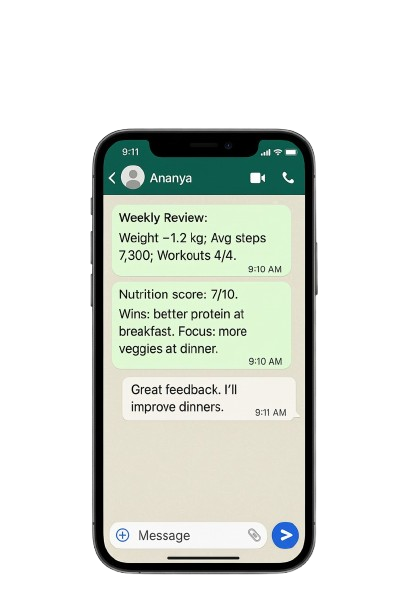 9:11
Ananya
Weekly Review:
Weight −1.2 kg; Avg steps
7,300; Workouts 4/4.
9:10 AM
Nutrition score: 7/10.
Wins: better protein at
breakfast. Focus: more
veggies at dinner.
9:10 AM
Great feedback. I’ll
improve dinners.
9:11 AM
Message